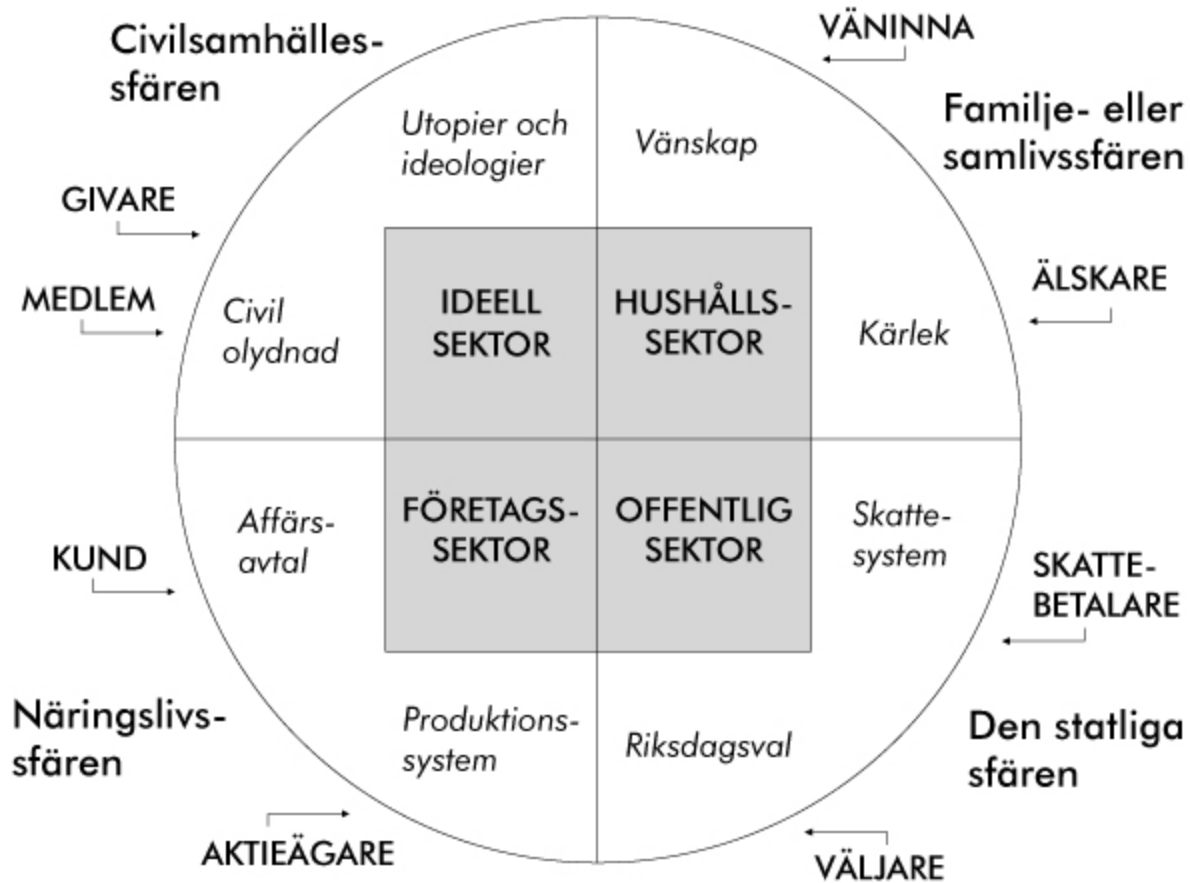 Civilsamhälles-
sfären
VÄNINNA
Familje- eller
samlivssfären
Utopier och
ideologier
Vänskap
GIVARE
MEDLEM
Civil
olydnad
IDEELL
SEKTOR
HUSHÅLLS-
SEKTOR
Kärlek
ÄLSKARE
KUND
Affärs-
avtal
FÖRETAGS-
SEKTOR
OFFENTLIG
SEKTOR
Skatte-
system
SKATTE-
BETALARE
Näringslivs-
sfären
Produktions-
system
Riksdagsval
Den statliga
sfären
AKTIEÄGARE
VÄLJARE